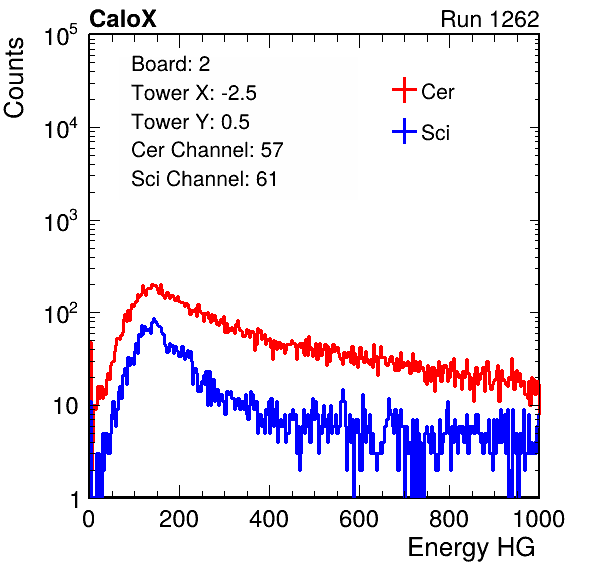 CaloX Run 1262
Counts
10^5
10^4
10^3
10^2
10
1
Board: 2
Tower X: -2.5
Tower Y: 0.5
Cer Channel: 57
Sci Channel: 61
Cer
Sci
0 200 400 600 800 1000
Energy HG